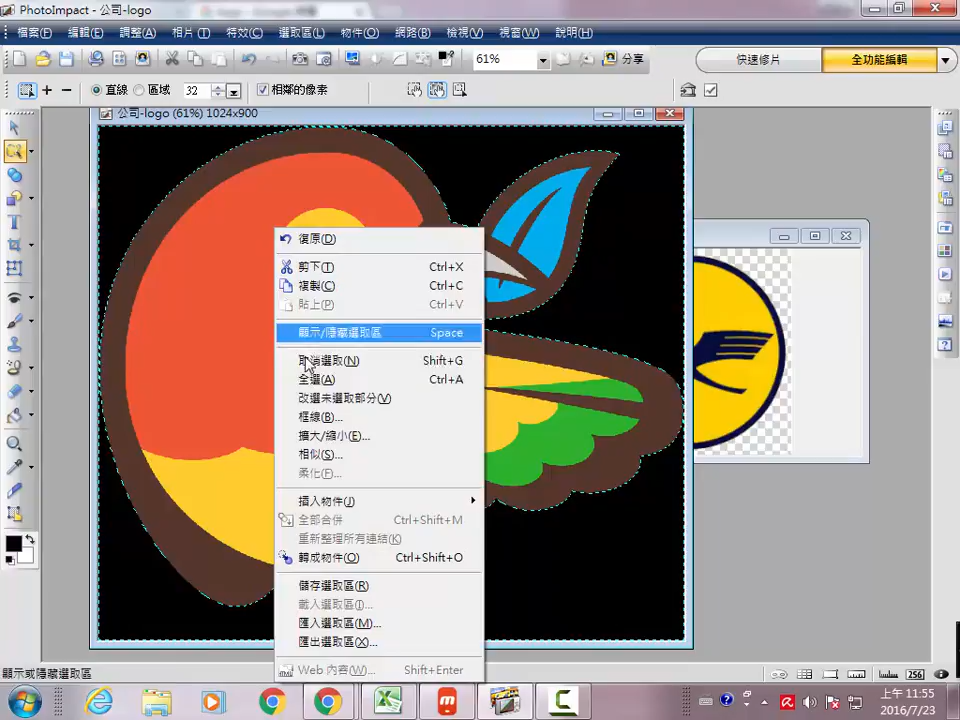 PhotoImpact - 公司-logo
檔案(F) 編輯(E) 調整(A) 相片(T) 特效(C) 選取區(L) 物件(O) 網路(B) 檢視(V) 視窗(W) 說明(H)
61% 分享 快速修片 全功能編輯
直線 區域 32 相鄰的像素
公司-logo (61%) 1024x900
復原(D)
剪下(T) Ctrl+X
複製(C) Ctrl+C
貼上(P) Ctrl+V
顯示/隱藏選取區 Space
取消選取(N) Shift+G
全選(A) Ctrl+A
改選未選取部分(V)
框線(B)...
擴大/縮小(E)...
相似(S)...
柔化(F)...
插入物件(J)
全部合併 Ctrl+Shift+M
重新整理所有連結(K)
轉成物件(O) Ctrl+Shift+O
儲存選取區(R)
載入選取區(I)...
匯入選取區(M)...
匯出選取區(X)...
Web 內容(W)... Shift+Enter
顯示或隱藏選取區
256
上午 11:55
2016/7/23